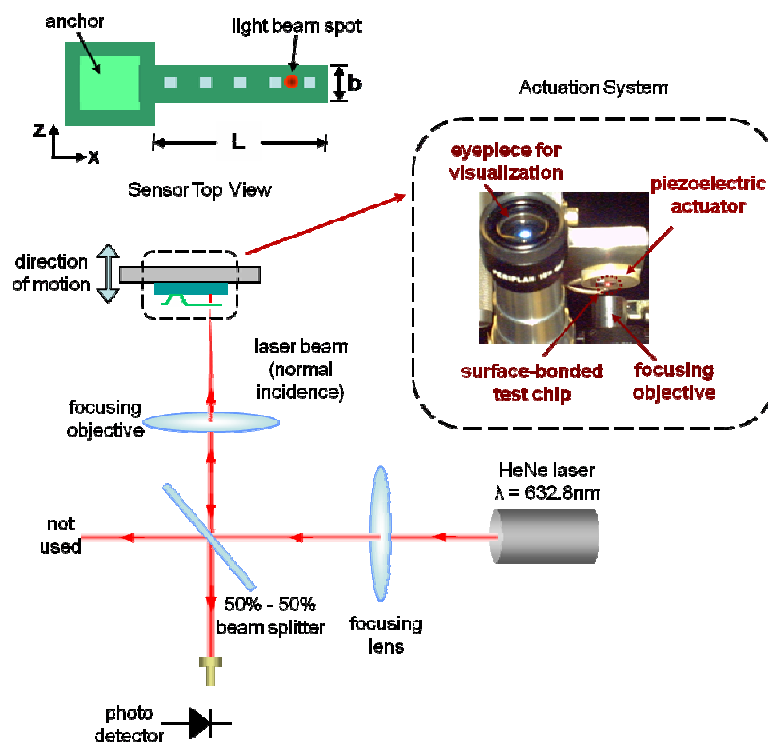 anchor
light beam spot
b
L
z
x
Sensor Top View
Actuation System
eyepiece for
visualization
piezoelectric
actuator
surface-bonded
test chip
focusing
objective
direction
of motion
laser beam
(normal
incidence)
focusing
objective
HeNe laser
λ = 632.8nm
not
used
50% - 50%
beam splitter
focusing
lens
photo
detector